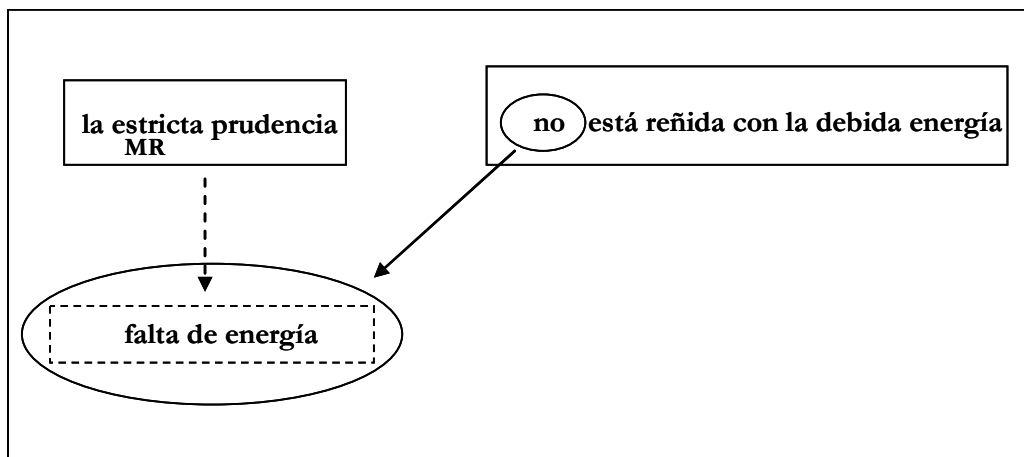 la estricta prudencia
MR
no está reñida con la debida energía
falta de energía